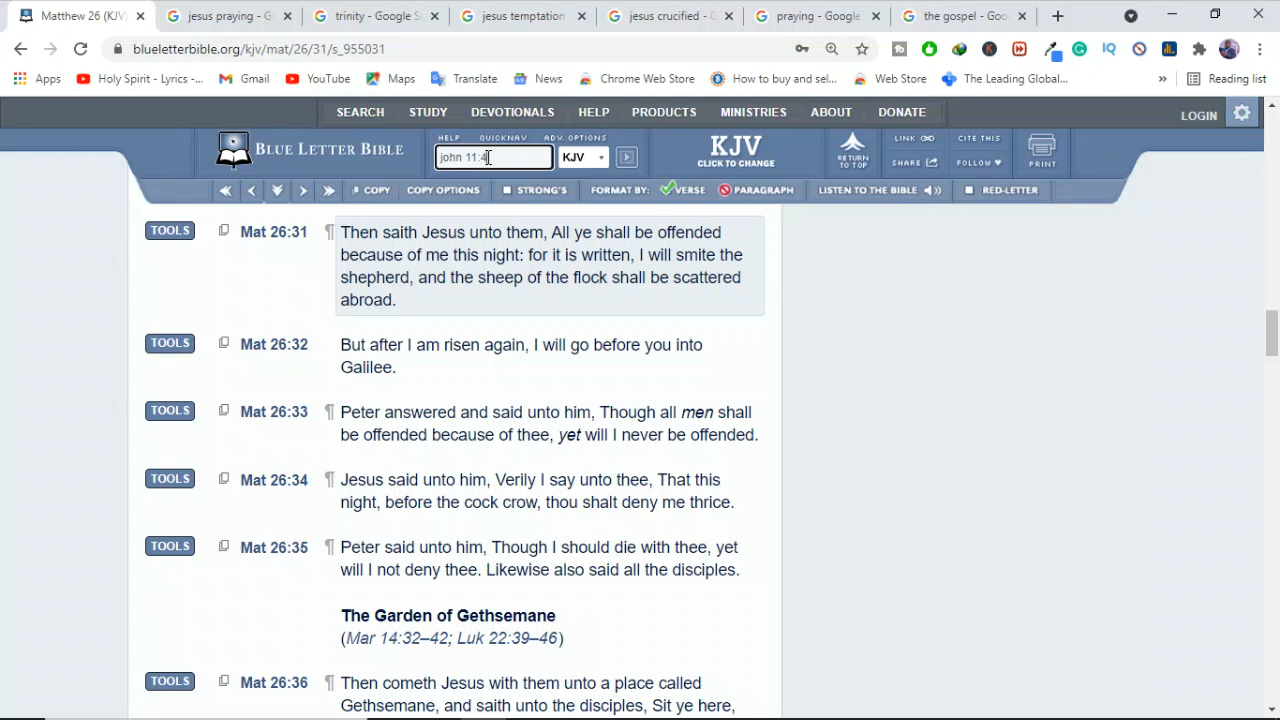 Matthew 26 (KJV
jesus praying - G
trinity - Google S
jesus temptation
jesus crucified - G
praying - Google
the gospel - Goo
blueletterbible.org/kjv/mat/26/31/s_955031
Apps
Holy Spirit - Lyrics -...
Gmail
YouTube
Maps
Translate
News
Chrome Web Store
How to buy and sel...
Web Store
The Leading Global...
»
Reading list
SEARCH
STUDY
DEVOTIONALS
HELP
PRODUCTS
MINISTRIES
ABOUT
DONATE
LOGIN
BLUE LETTER BIBLE
HELP
QUICKNAV
ADV. OPTIONS
john 11:4
KJV
KJV
CLICK TO CHANGE
RETURN
TO TOP
LINK
CITE THIS
SHARE
FOLLOW
PRINT
COPY
COPY OPTIONS
STRONG'S
FORMAT BY:
VERSE
PARAGRAPH
LISTEN TO THE BIBLE
RED-LETTER
TOOLS
Mat 26:31
¶ Then saith Jesus unto them, All ye shall be offended
because of me this night: for it is written, I will smite the
shepherd, and the sheep of the flock shall be scattered
abroad.
TOOLS
Mat 26:32
But after I am risen again, I will go before you into
Galilee.
TOOLS
Mat 26:33
¶ Peter answered and said unto him, Though all men shall
be offended because of thee, yet will I never be offended.
TOOLS
Mat 26:34
¶ Jesus said unto him, Verily I say unto thee, That this
night, before the cock crow, thou shalt deny me thrice.
TOOLS
Mat 26:35
¶ Peter said unto him, Though I should die with thee, yet
will I not deny thee. Likewise also said all the disciples.
The Garden of Gethsemane
(Mar 14:32–42; Luk 22:39–46)
TOOLS
Mat 26:36
¶ Then cometh Jesus with them unto a place called
Gethsemane, and saith unto the disciples, Sit ye here,